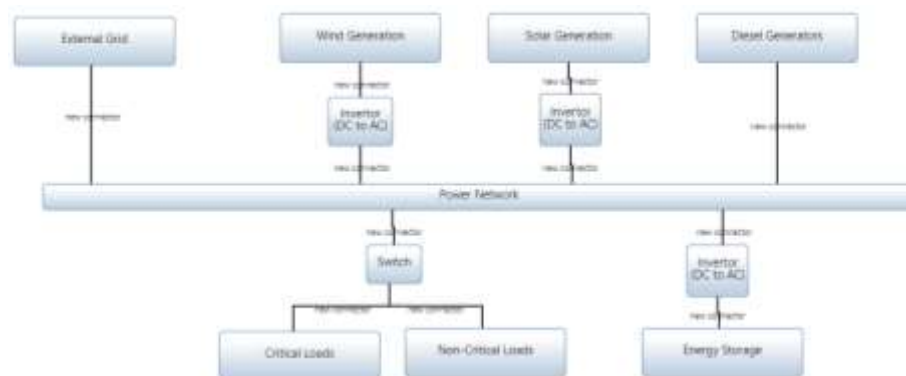 External Grid
Wind Generation
Solar Generation
Diesel Generators
new connector
new connector
new connector
Invertor
(DC to AC)
Invertor
(DC to AC)
new connector
new connector
new connector
Power Network
new connector
new connector
Switch
Invertor
(DC to AC)
new connector
new connector
new connector
Critical Loads
Non-Critical Loads
Energy Storage